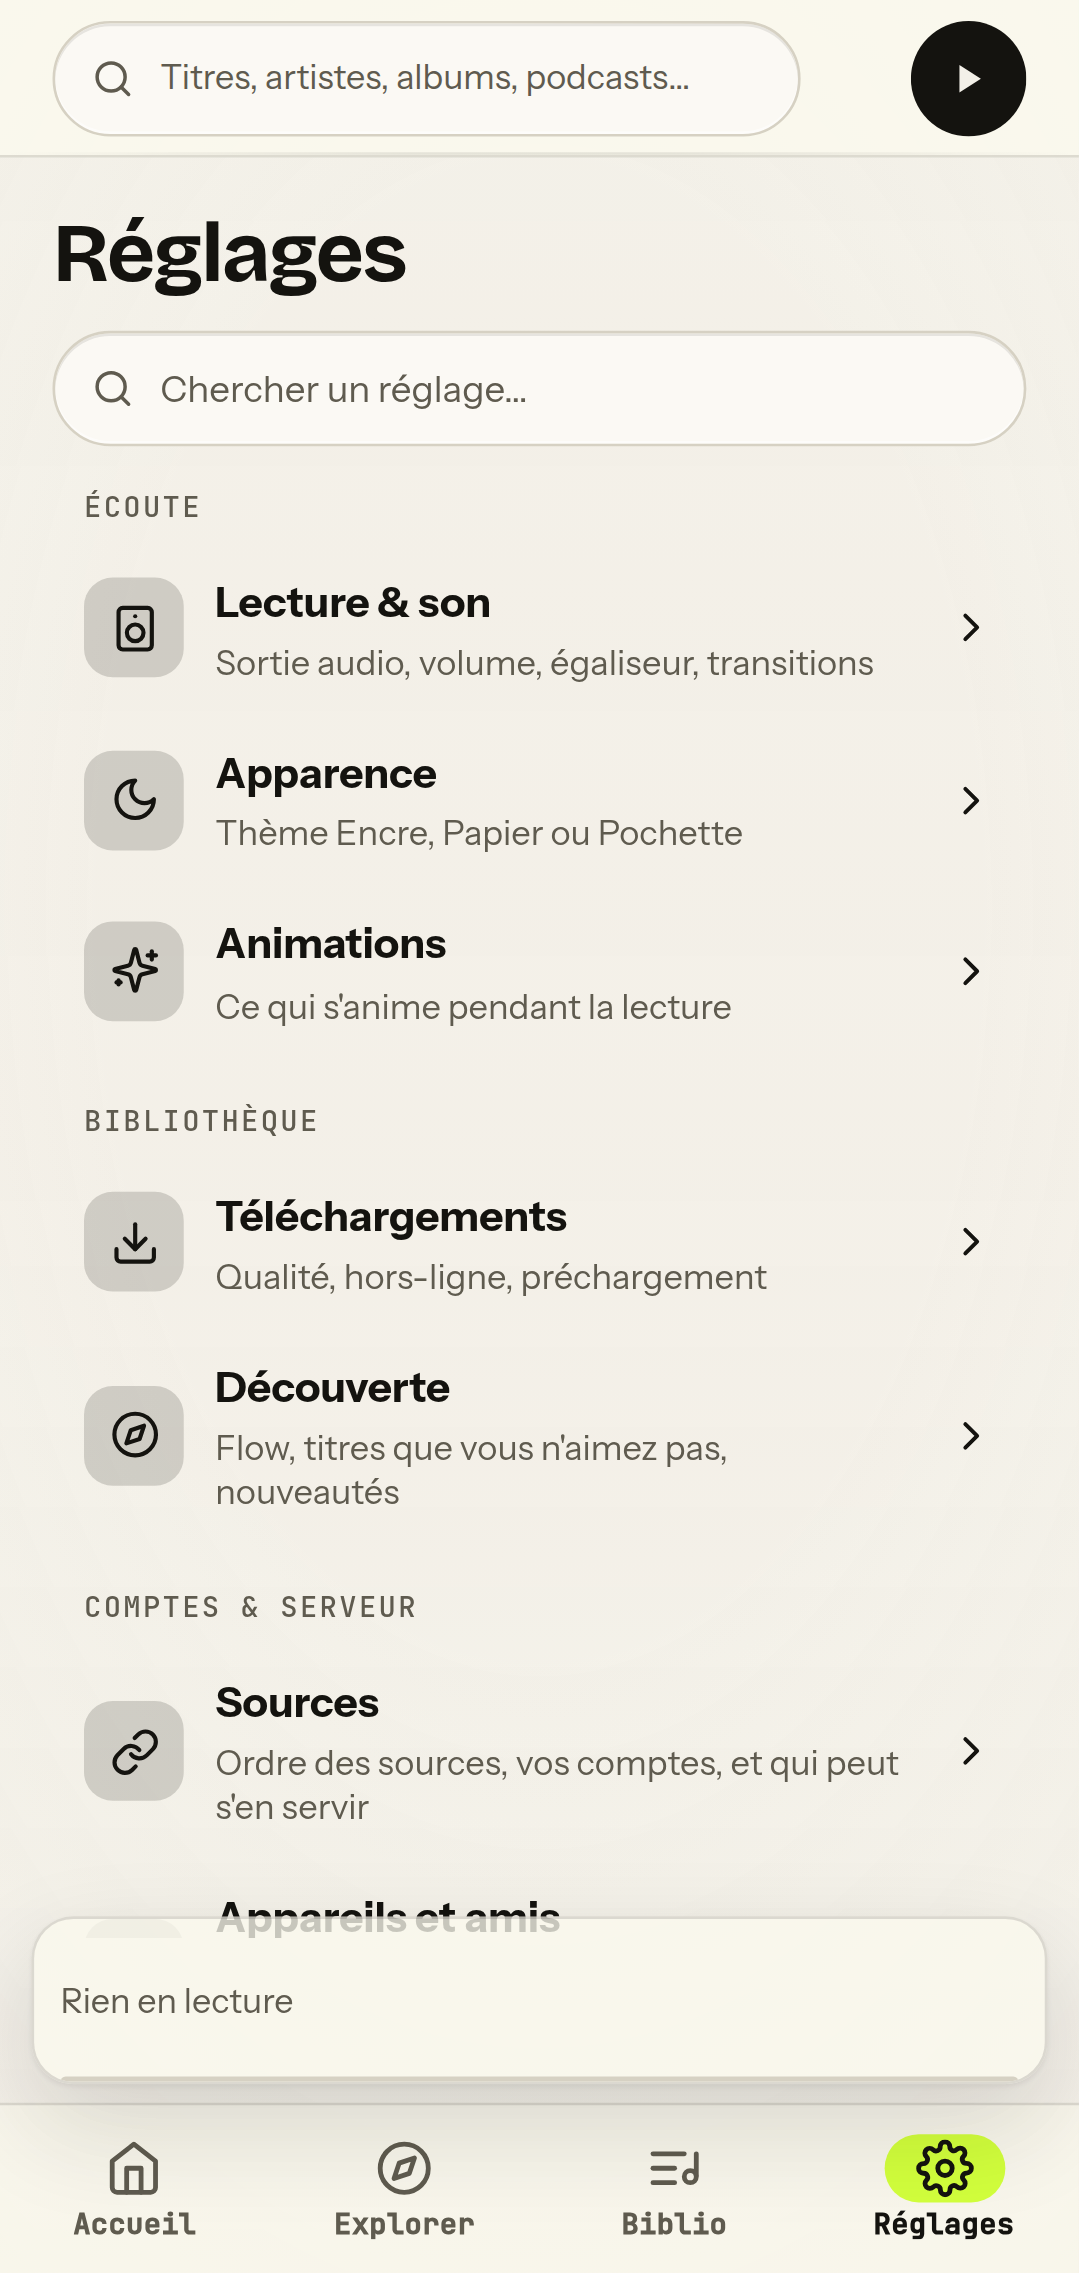 Titres, artistes, albums, podcasts...
Réglages
Chercher un réglage...
ÉCOUTE
Lecture & son
Sortie audio, volume, égaliseur, transitions
Apparence
Thème Encre, Papier ou Pochette
Animations
Ce qui s'anime pendant la lecture
BIBLIOTHÈQUE
Téléchargements
Qualité, hors-ligne, préchargement
Découverte
Flow, titres que vous n'aimez pas,
nouveautés
COMPTES & SERVEUR
Sources
Ordre des sources, vos comptes, et qui peut
s'en servir
Appareils et amis
Rien en lecture
Accueil
Explorer
Biblio
Réglages